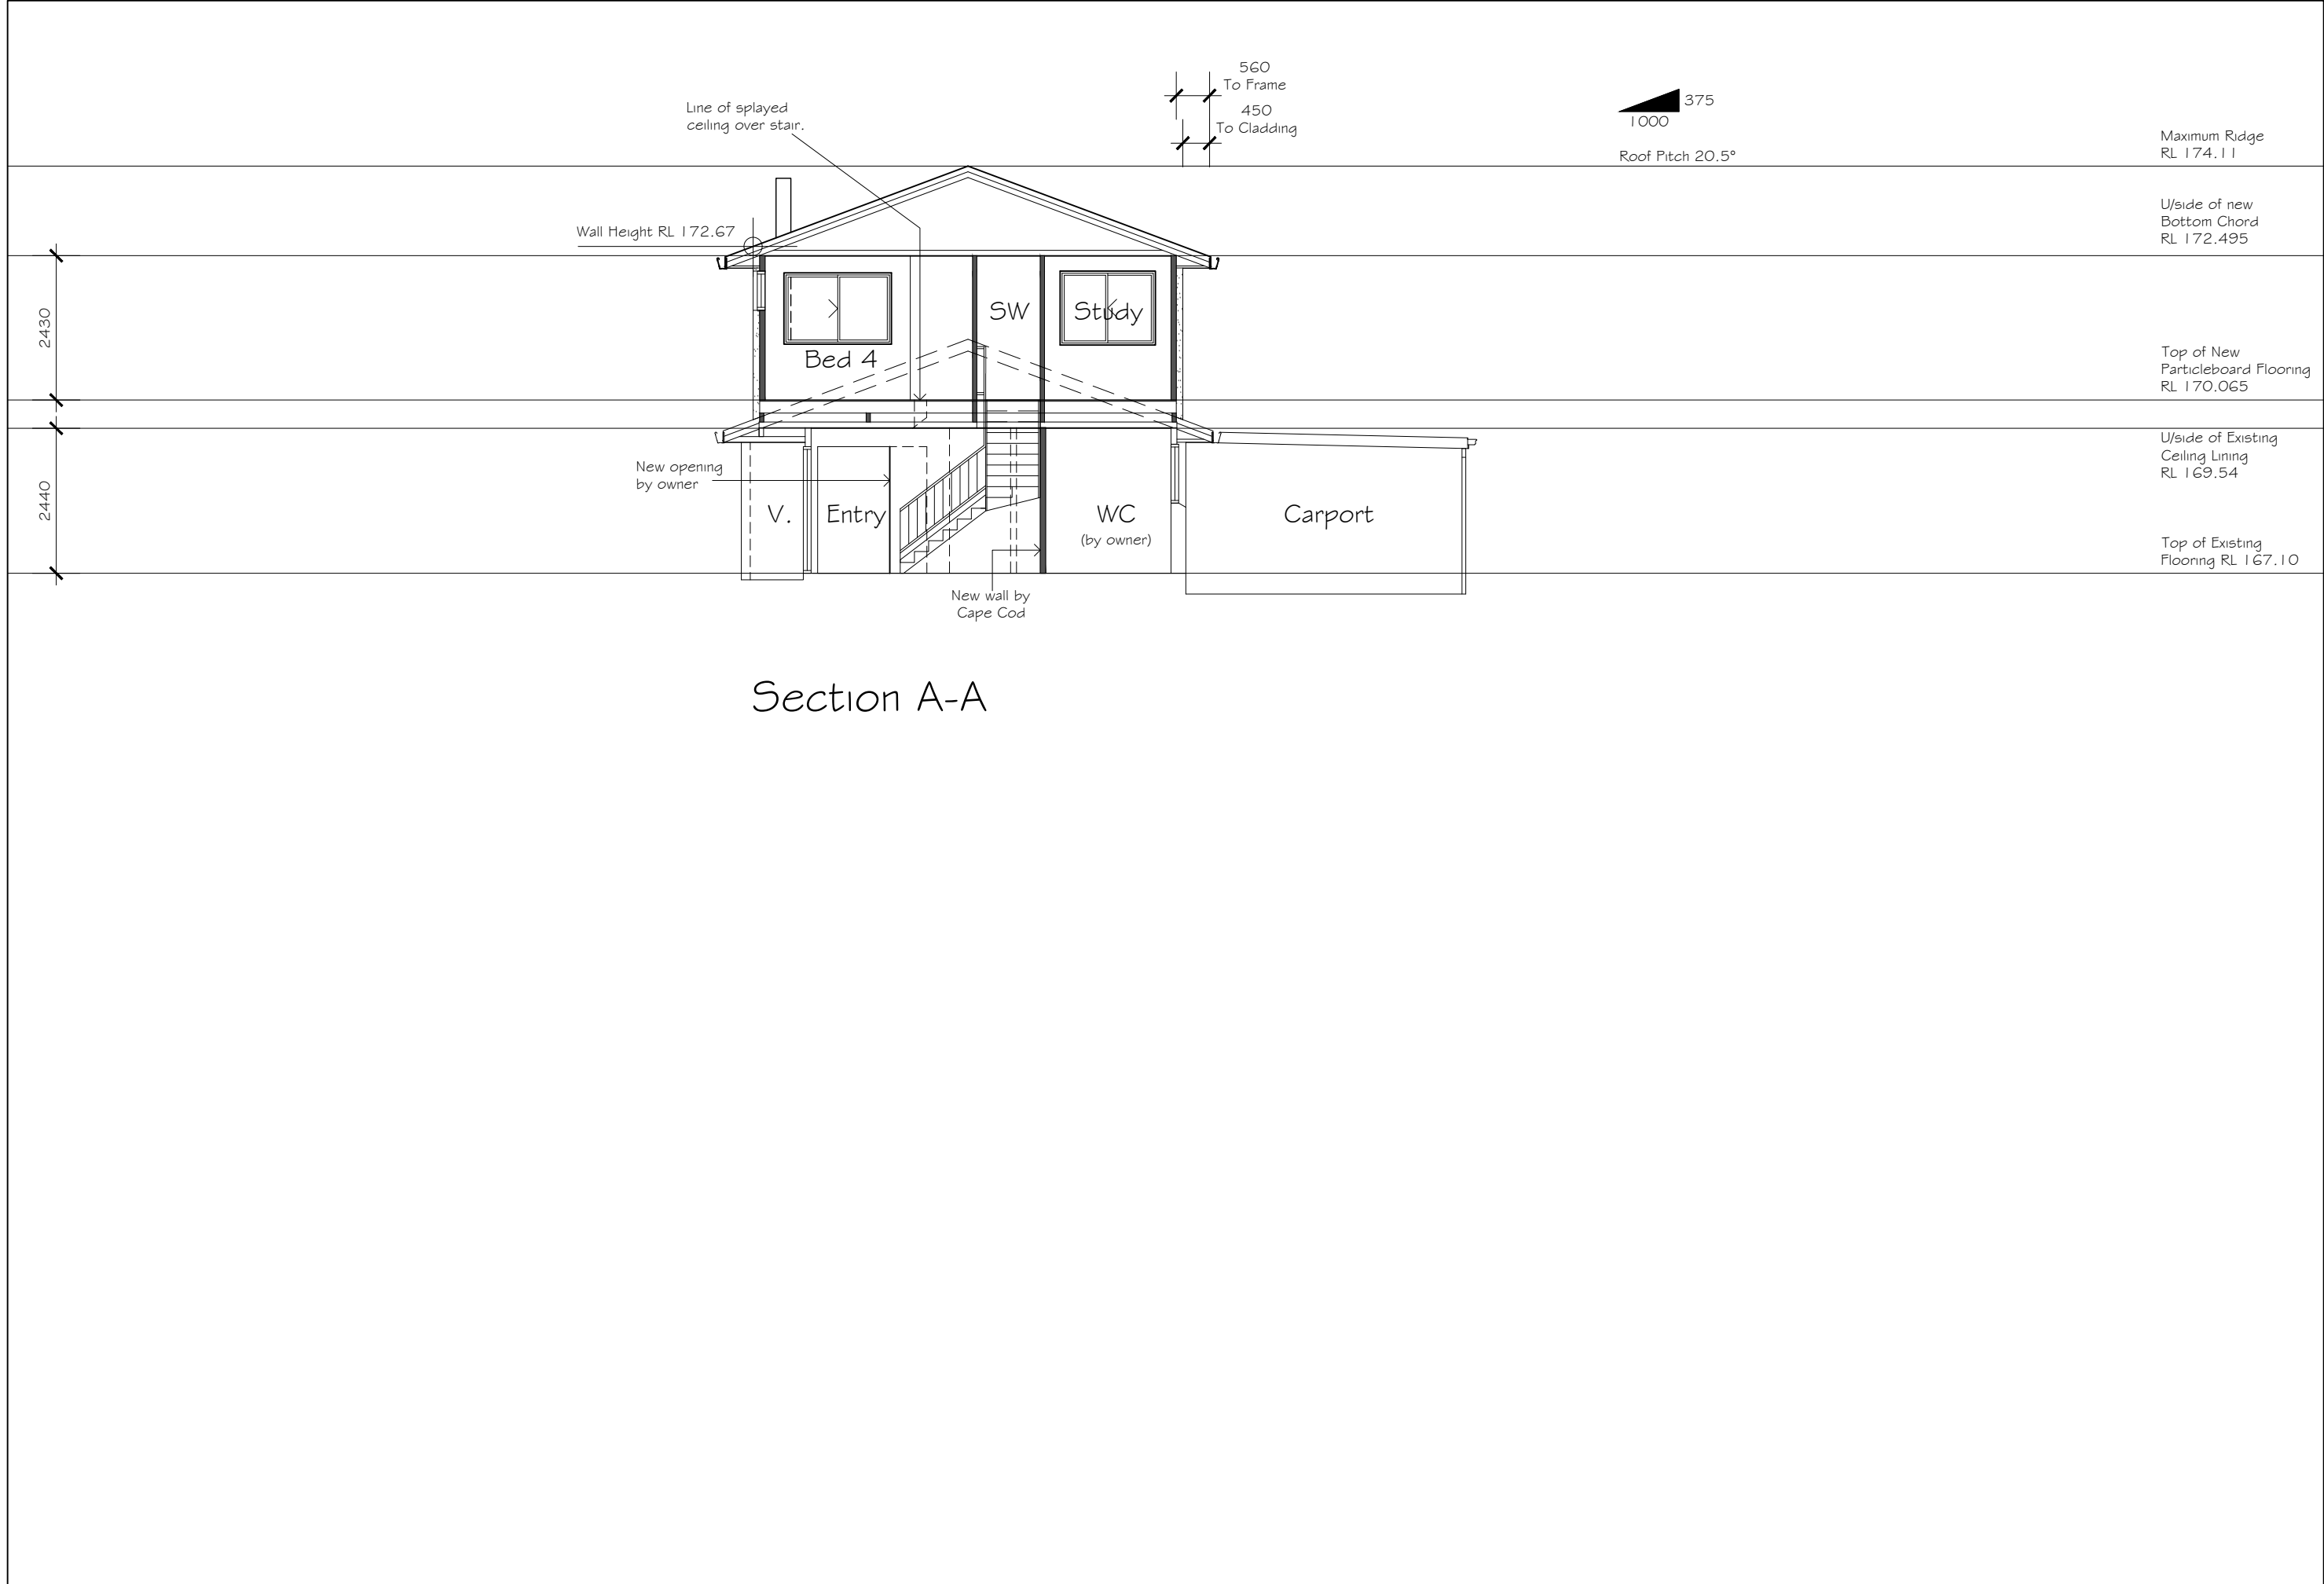 560
To Frame
450
To Cladding
375
1000
Roof Pitch 20.5°
Line of splayed
ceiling over stair.
Maximum Ridge
RL 174.11
Wall Height RL 172.67
U/side of new
Bottom Chord
RL 172.495
2430
SW
Study
Bed 4
Top of New
Particleboard Flooring
RL 170.065
U/side of Existing
Ceiling Lining
RL 169.54
New opening
by owner
2440
V.
Entry
WC
(by owner)
Carport
Top of Existing
Flooring RL 167.10
New wall by
Cape Cod
Section A-A